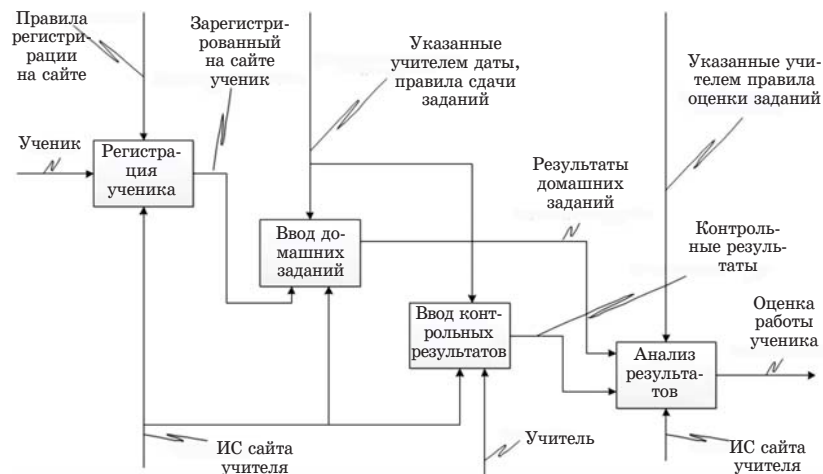 Правила
регистри-
рации
на сайте
Зарегист-
рированный
на сайте
ученик
Указанные
учителем даты,
правила сдачи
заданий
Указанные учи-
телем правила
оценки заданий
Ученик
Регистра-
ция
ученика
Результаты
домашних
заданий
Ввод до-
машних
заданий
Контроль-
ные резуль-
таты
Ввод конт-
рольных
результатов
Оценка
работы
ученика
Анализ
результа-
тов
ИС сайта
учителя
Учитель
ИС сайта
учителя